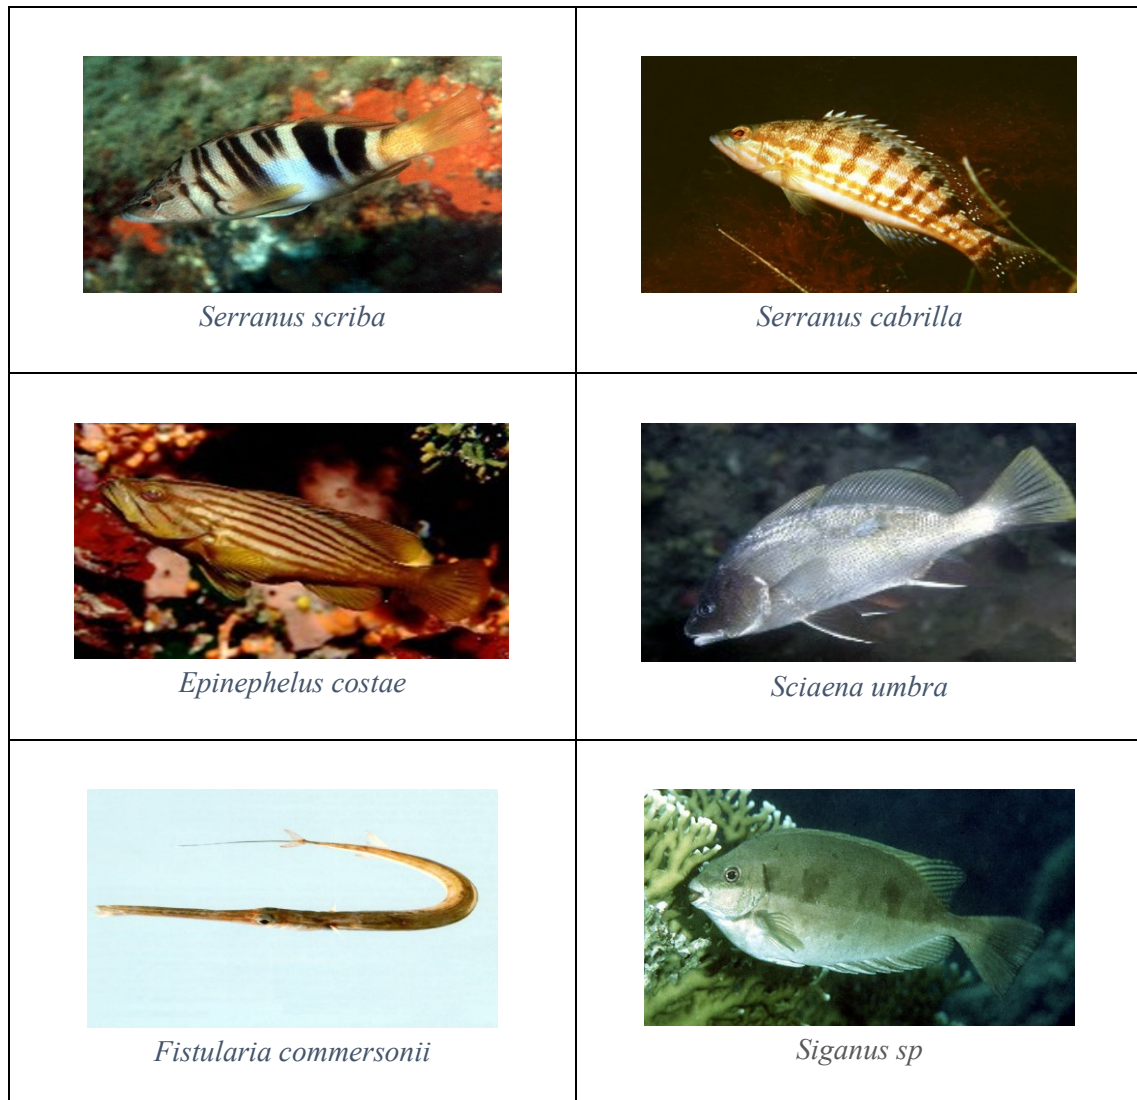 Serranus scriba
Serranus cabrilla
Epinephelus costae
Sciaena umbra
Fistularia commersonii
Siganus sp